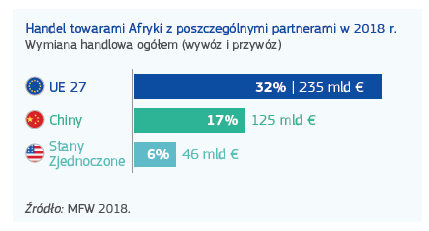 Handel towarami Afryki z poszczególnymi partnerami w 2018 r.
Wymiana handlowa ogółem (wywóz i przywóz)
UE 27 32% | 235 mld €
Chiny 17% 125 mld €
Stany
Zjednoczone 6% 46 mld €
Źródło: MFW 2018.